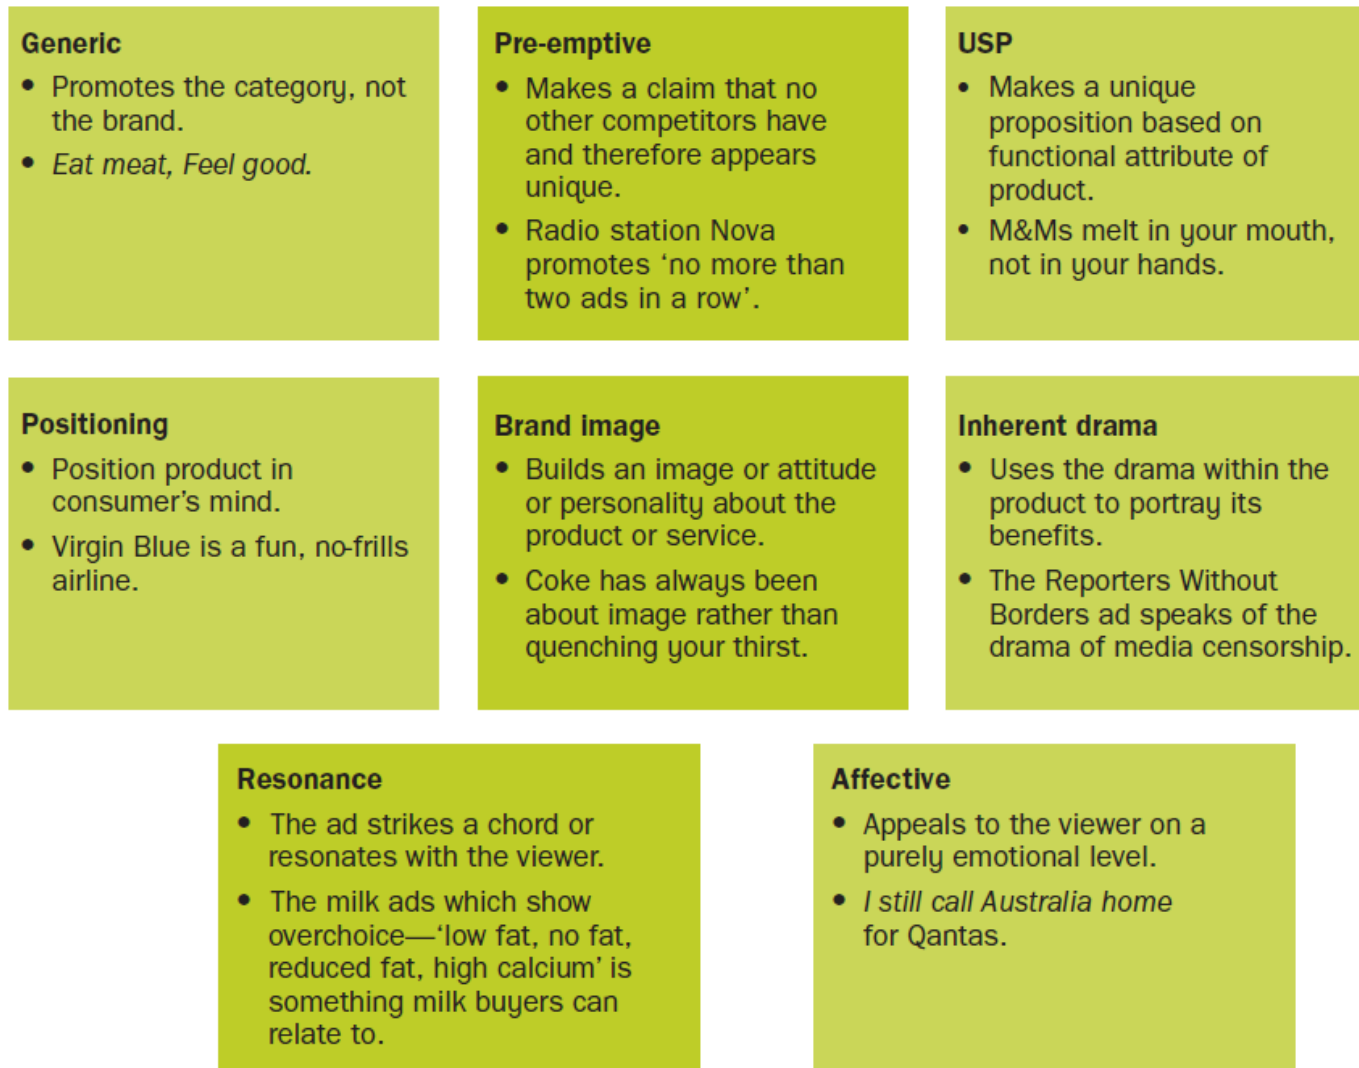 Generic
• Promotes the category, not
the brand.
• Eat meat, Feel good.
Pre-emptive
• Makes a claim that no
other competitors have
and therefore appears
unique.
• Radio station Nova
promotes ‘no more than
two ads in a row’.
USP
• Makes a unique
proposition based on
functional attribute of
product.
• M&Ms melt in your mouth,
not in your hands.
Positioning
• Position product in
consumer’s mind.
• Virgin Blue is a fun, no-frills
airline.
Brand image
• Builds an image or attitude
or personality about the
product or service.
• Coke has always been
about image rather than
quenching your thirst.
Inherent drama
• Uses the drama within the
product to portray its
benefits.
• The Reporters Without
Borders ad speaks of the
drama of media censorship.
Resonance
• The ad strikes a chord or
resonates with the viewer.
• The milk ads which show
overchoice—‘low fat, no fat,
reduced fat, high calcium’ is
something milk buyers can
relate to.
Affective
• Appeals to the viewer on a
purely emotional level.
• I still call Australia home
for Qantas.